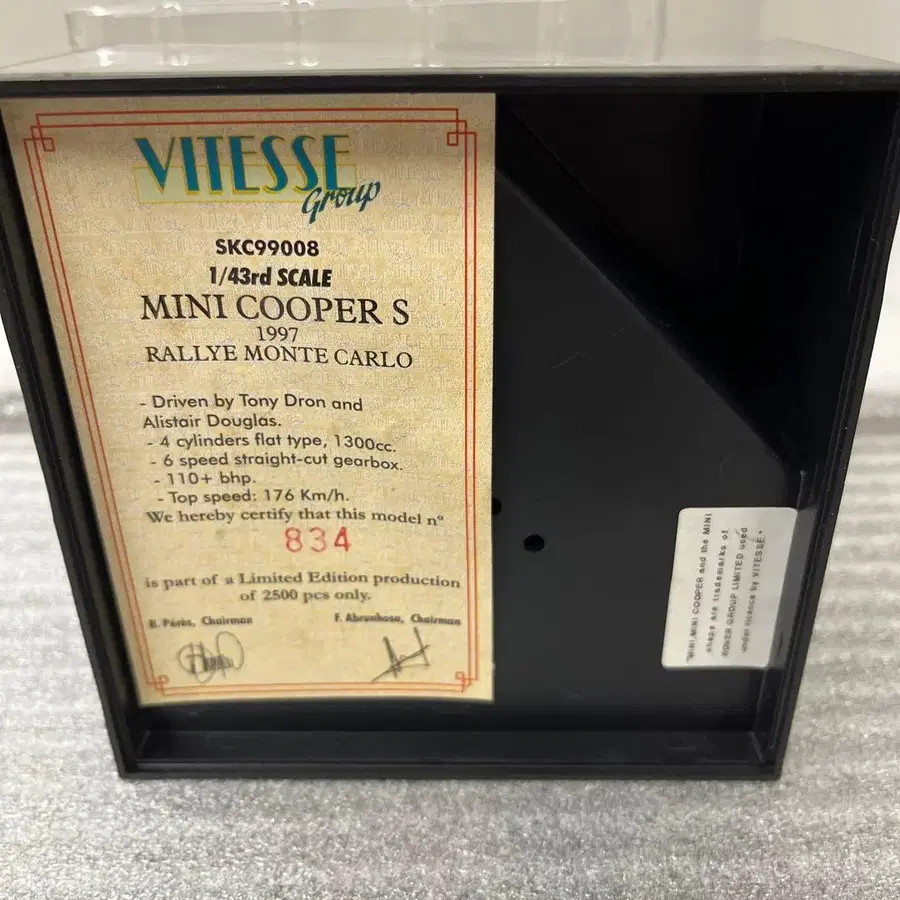 VITESSE
Group
SKC99008
1/43rd SCALE
MINI COOPER S
1997
RALLYE MONTE CARLO
- Driven by Tony Dron and
Alistair Douglas.
- 4 cylinders flat type, 1300cc.
- 6 speed straight-cut gearbox.
- 110+ bhp.
- Top speed: 176 Km/h.
We hereby certify that this model nº
834
is part of a Limited Edition production
of 2500 pcs only.
B. Pérès, Chairman
F. Abrunhosa, Chairman
"MINI,MINI COOPER and the MINI
shape are trademarks of
ROVER GROUP LIMITED used
under licence by VITESSE."